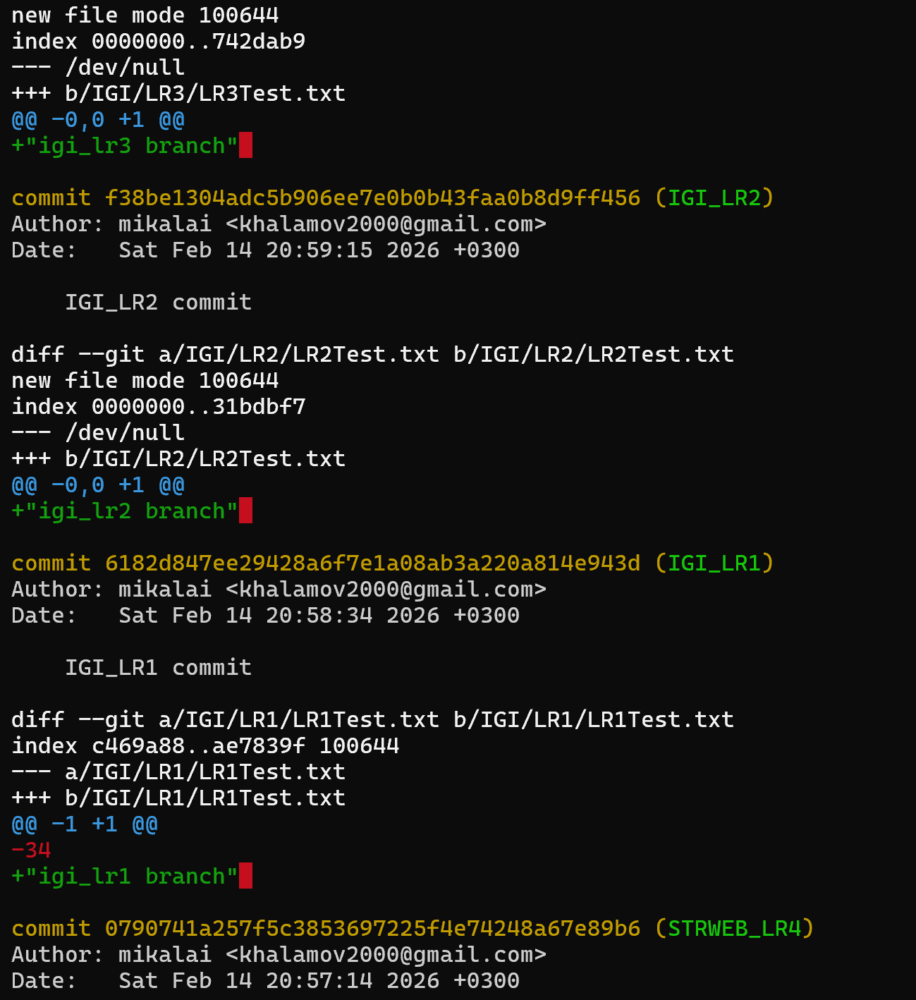 new file mode 100644
index 0000000..742dab9
--- /dev/null
+++ b/IGI/LR3/LR3Test.txt
@@ -0,0 +1 @@
+"igi_lr3 branch"
commit f38be1304adc5b906ee7e0b0b43faa0b8d9ff456 (IGI_LR2)
Author: mikalai <khalamov2000@gmail.com>
Date:   Sat Feb 14 20:59:15 2026 +0300
    IGI_LR2 commit
diff --git a/IGI/LR2/LR2Test.txt b/IGI/LR2/LR2Test.txt
new file mode 100644
index 0000000..31bdbf7
--- /dev/null
+++ b/IGI/LR2/LR2Test.txt
@@ -0,0 +1 @@
+"igi_lr2 branch"
commit 6182d847ee29428a6f7e1a08ab3a220a814e943d (IGI_LR1)
Author: mikalai <khalamov2000@gmail.com>
Date:   Sat Feb 14 20:58:34 2026 +0300
    IGI_LR1 commit
diff --git a/IGI/LR1/LR1Test.txt b/IGI/LR1/LR1Test.txt
index c469a88..ae7839f 100644
--- a/IGI/LR1/LR1Test.txt
+++ b/IGI/LR1/LR1Test.txt
@@ -1 +1 @@
-34
+"igi_lr1 branch"
commit 0790741a257f5c3853697225f4e74248a67e89b6 (STRWEB_LR4)
Author: mikalai <khalamov2000@gmail.com>
Date:   Sat Feb 14 20:57:14 2026 +0300